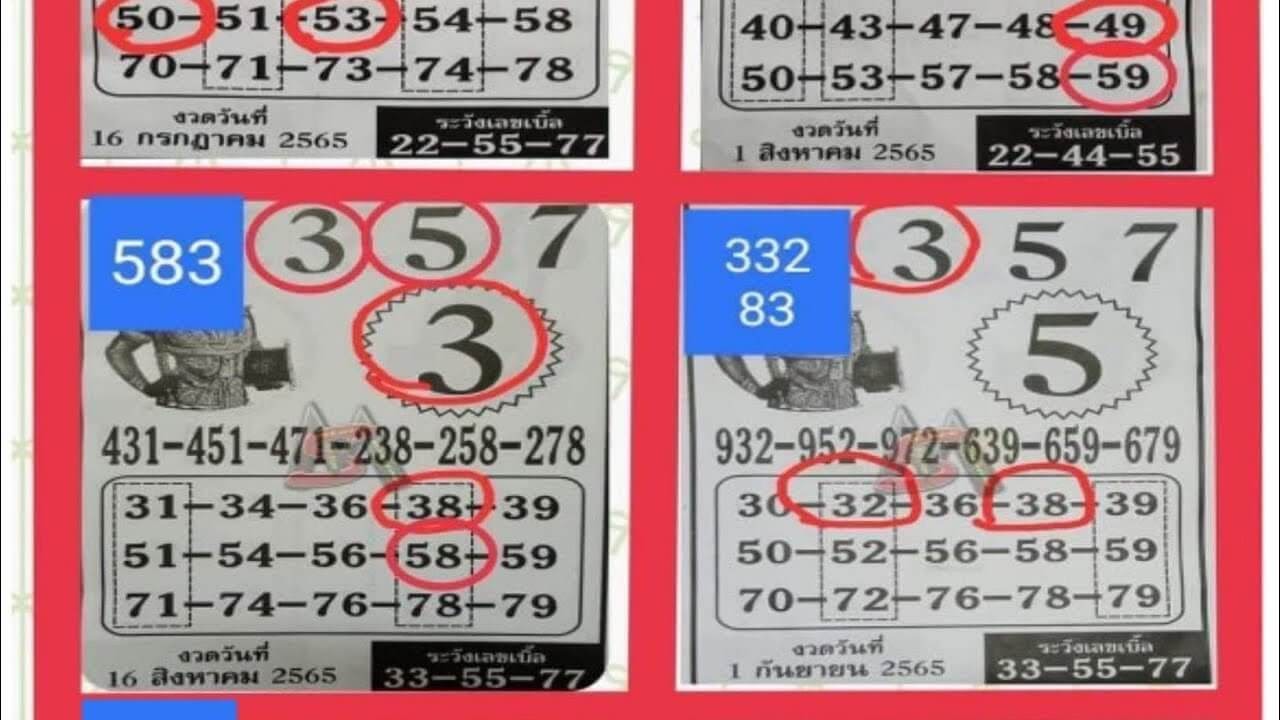 50-51-53-54-58
70-71-73-74-78
งวดวันที่
16 กรกฎาคม 2565
ระวังเลขเบิ้ล
22-55-77
40-43-47-48-49
50-53-57-58-59
งวดวันที่
1 สิงหาคม 2565
ระวังเลขเบิ้ล
22-44-55
583
3 5 7
3
431-451-471-238-258-278
31-34-36-38-39
51-54-56-58-59
71-74-76-78-79
งวดวันที่
16 สิงหาคม 2565
ระวังเลขเบิ้ล
33-55-77
332
83
3 5 7
5
932-952-972-639-659-679
30-32-36-38-39
50-52-56-58-59
70-72-76-78-79
งวดวันที่
1 กันยายน 2565
ระวังเลขเบิ้ล
33-55-77